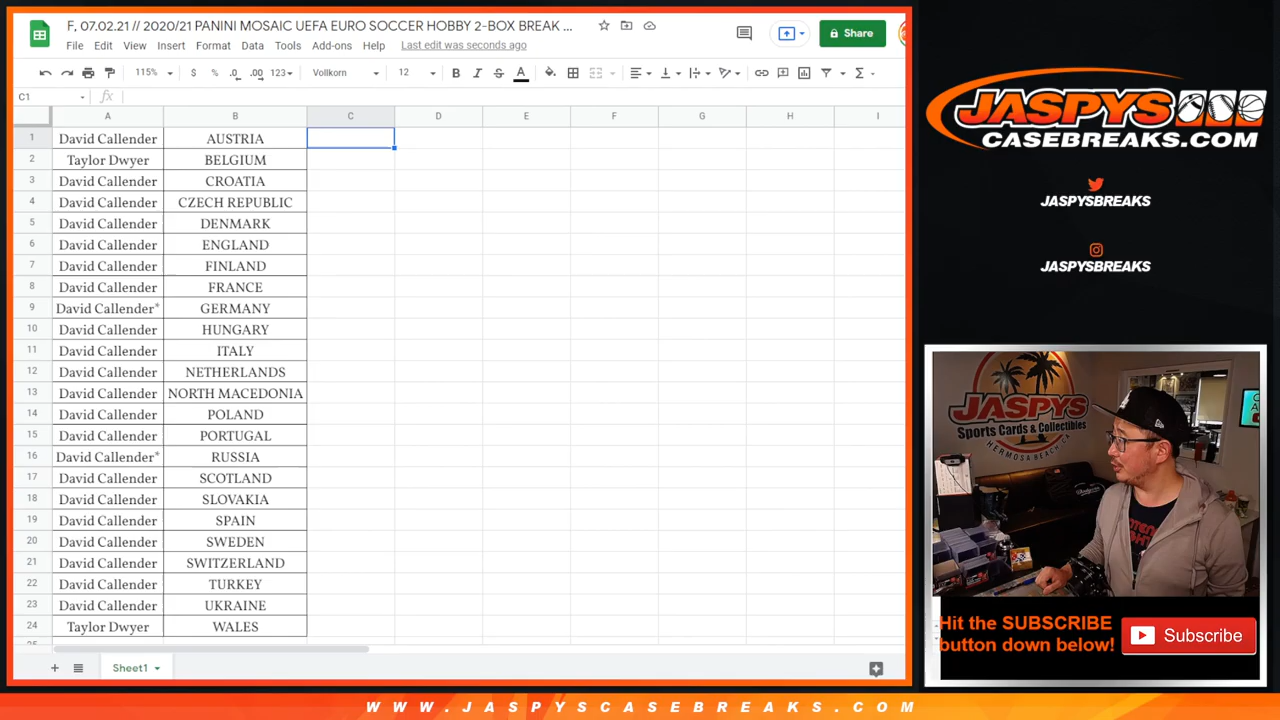 F, 07.02.21 // 2020/21 PANINI MOSAIC UEFA EURO SOCCER HOBBY 2-BOX BREAK ...
File Edit View Insert Format Data Tools Add-ons Help Last edit was seconds ago
Share
115% $ % .0 .00 123 Vollkorn 12 B I S A
C1 fx
A B C D E F G H I
1 David Callender AUSTRIA
2 Taylor Dwyer BELGIUM
3 David Callender CROATIA
4 David Callender CZECH REPUBLIC
5 David Callender DENMARK
6 David Callender ENGLAND
7 David Callender FINLAND
8 David Callender FRANCE
9 David Callender* GERMANY
10 David Callender HUNGARY
11 David Callender ITALY
12 David Callender NETHERLANDS
13 David Callender NORTH MACEDONIA
14 David Callender POLAND
15 David Callender PORTUGAL
16 David Callender* RUSSIA
17 David Callender SCOTLAND
18 David Callender SLOVAKIA
19 David Callender SPAIN
20 David Callender SWEDEN
21 David Callender SWITZERLAND
22 David Callender TURKEY
23 David Callender UKRAINE
24 Taylor Dwyer WALES
Sheet1
JASPYS
CASEBREAKS.COM
JASPYSBREAKS
JASPYSBREAKS
JASPYS
Sports Cards & Collectibles
HERMOSA BEACH, CA
Hit the SUBSCRIBE
button down below!
Subscribe
WWW.JASPYSCASEBREAKS.COM